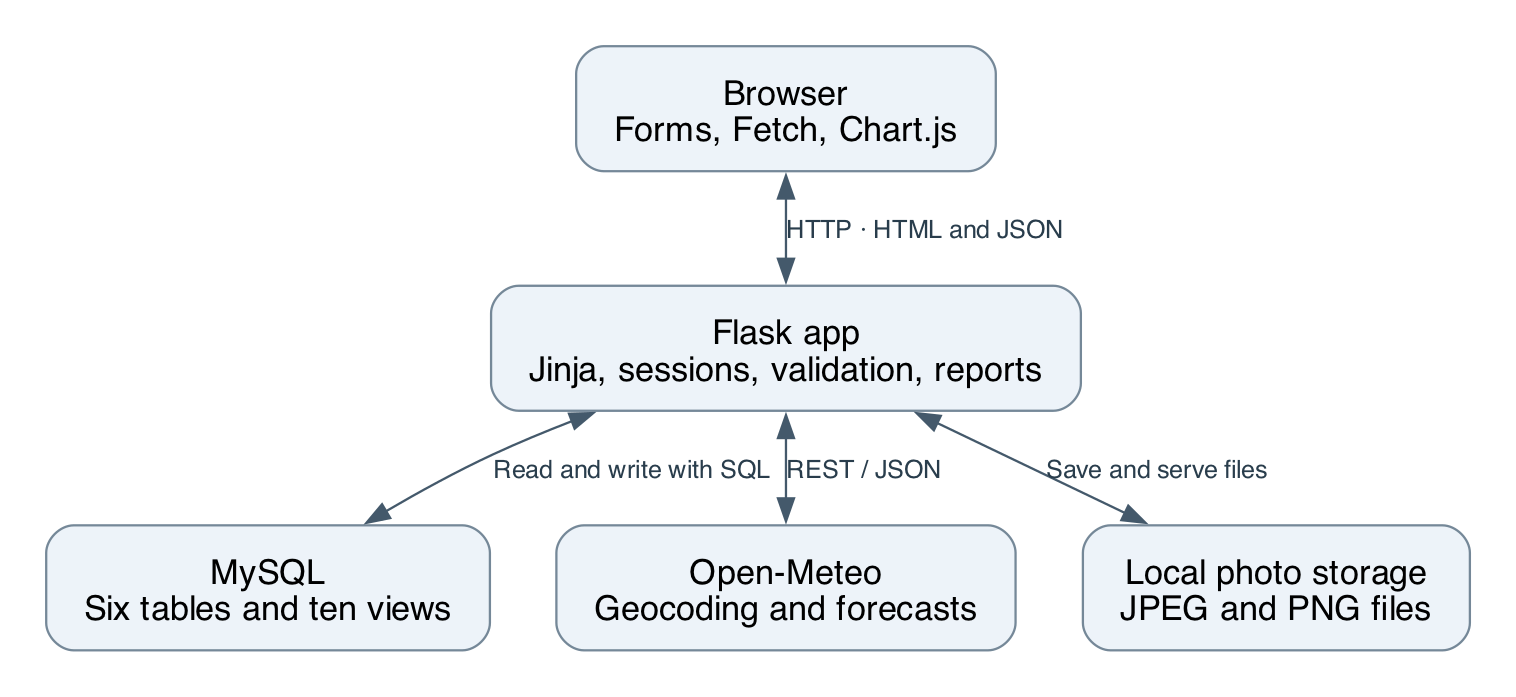 Browser
Forms, Fetch, Chart.js
HTTP · HTML and JSON
Flask app
Jinja, sessions, validation, reports
Read and write with SQL
REST / JSON
Save and serve files
MySQL
Six tables and ten views
Open-Meteo
Geocoding and forecasts
Local photo storage
JPEG and PNG files